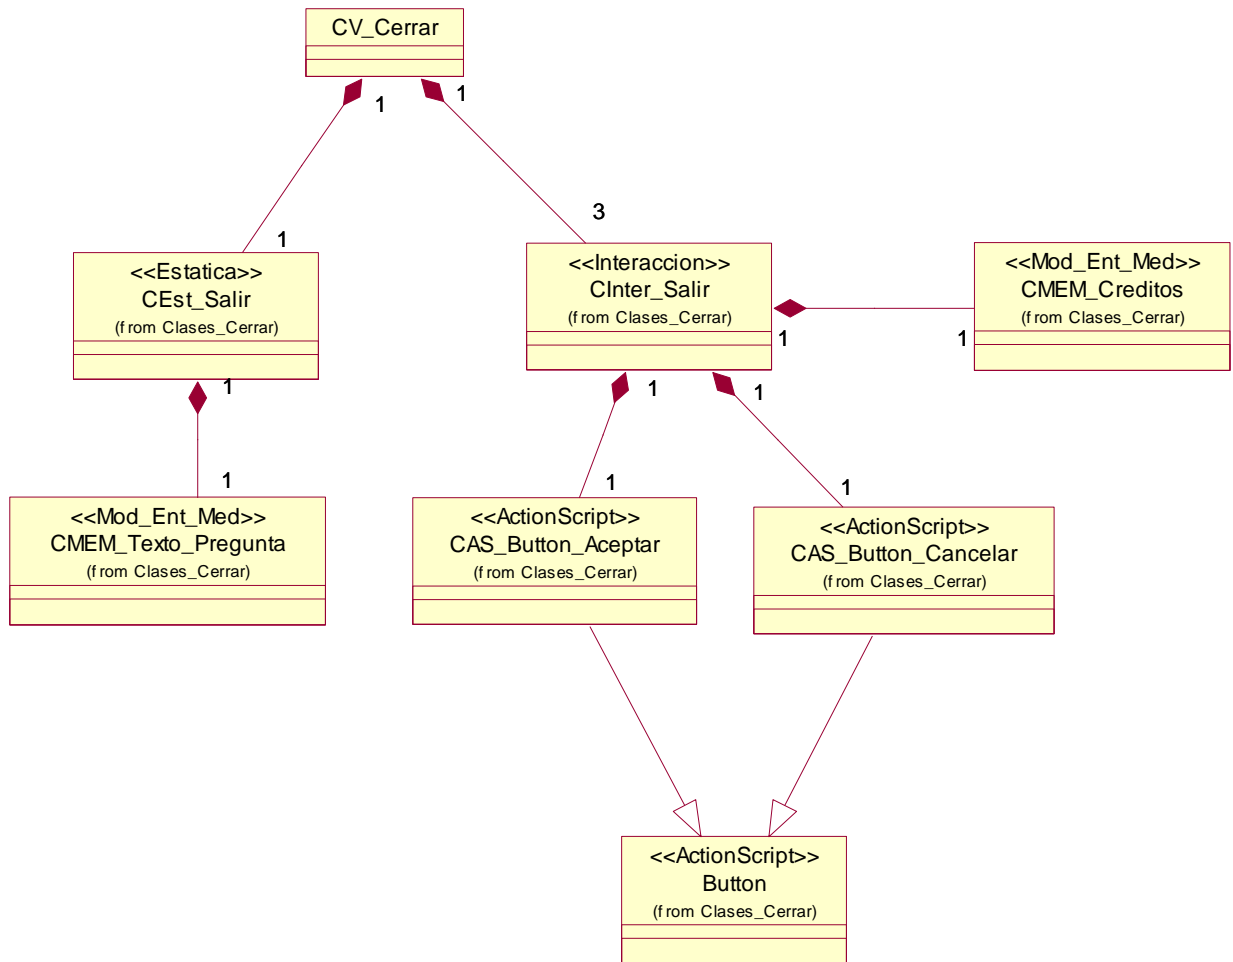 CV_Cerrar
1
1
3
1
<<Estatica>>
CEst_Salir
(from Clases_Cerrar)
<<Interaccion>>
CInter_Salir
(from Clases_Cerrar)
<<Mod_Ent_Med>>
CMEM_Creditos
(from Clases_Cerrar)
1
1
1
1
1
1
1
1
<<Mod_Ent_Med>>
CMEM_Texto_Pregunta
(from Clases_Cerrar)
<<ActionScript>>
CAS_Button_Aceptar
(from Clases_Cerrar)
<<ActionScript>>
CAS_Button_Cancelar
(from Clases_Cerrar)
<<ActionScript>>
Button
(from Clases_Cerrar)